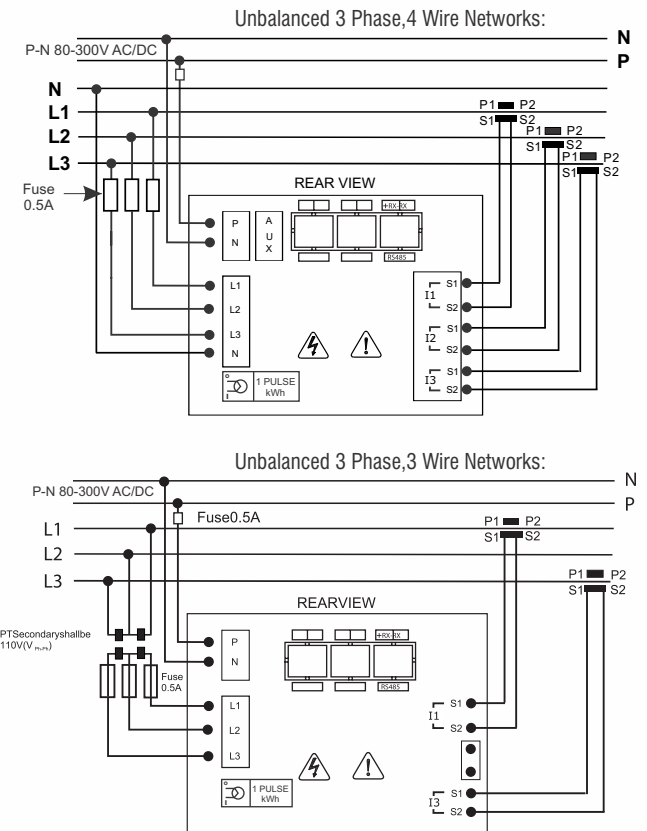 Unbalanced 3 Phase,4 Wire Networks:
N
P-N 80-300V AC/DC
P
N
L1
P1 P2
S1 S2
L2
P1 P2
S1 S2
L3
P1 P2
S1 S2
Fuse
0.5A
REAR VIEW
P
N
A
U
X
+RX-RX
RS485
L1
L2
L3
N
S1
I1
S2
S1
I2
S2
S1
I3
S2
1 PULSE
kWh
Unbalanced 3 Phase,3 Wire Networks:
N
P-N 80-300V AC/DC
P
Fuse0.5A
L1
P1 P2
S1 S2
L2
L3
P1 P2
S1 S2
REARVIEW
PTSecondaryshallbe
110V(V Ph.Ph)
P
N
+RX-RX
RS485
Fuse
0.5A
L1
L2
L3
S1
I1
S2
S1
I3
S2
1 PULSE
kWh